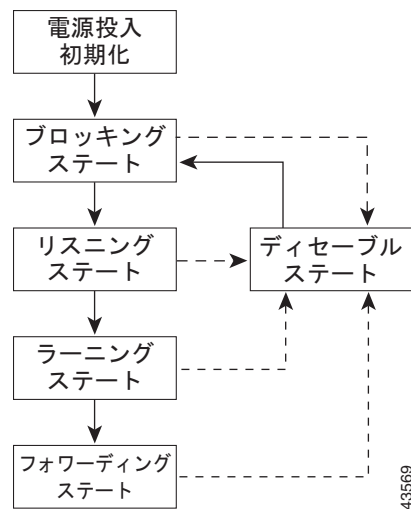 電源投入
初期化
ブロッキング
ステート
リスニング
ステート
ディセーブル
ステート
ラーニング
ステート
フォワーディング
ステート
43569